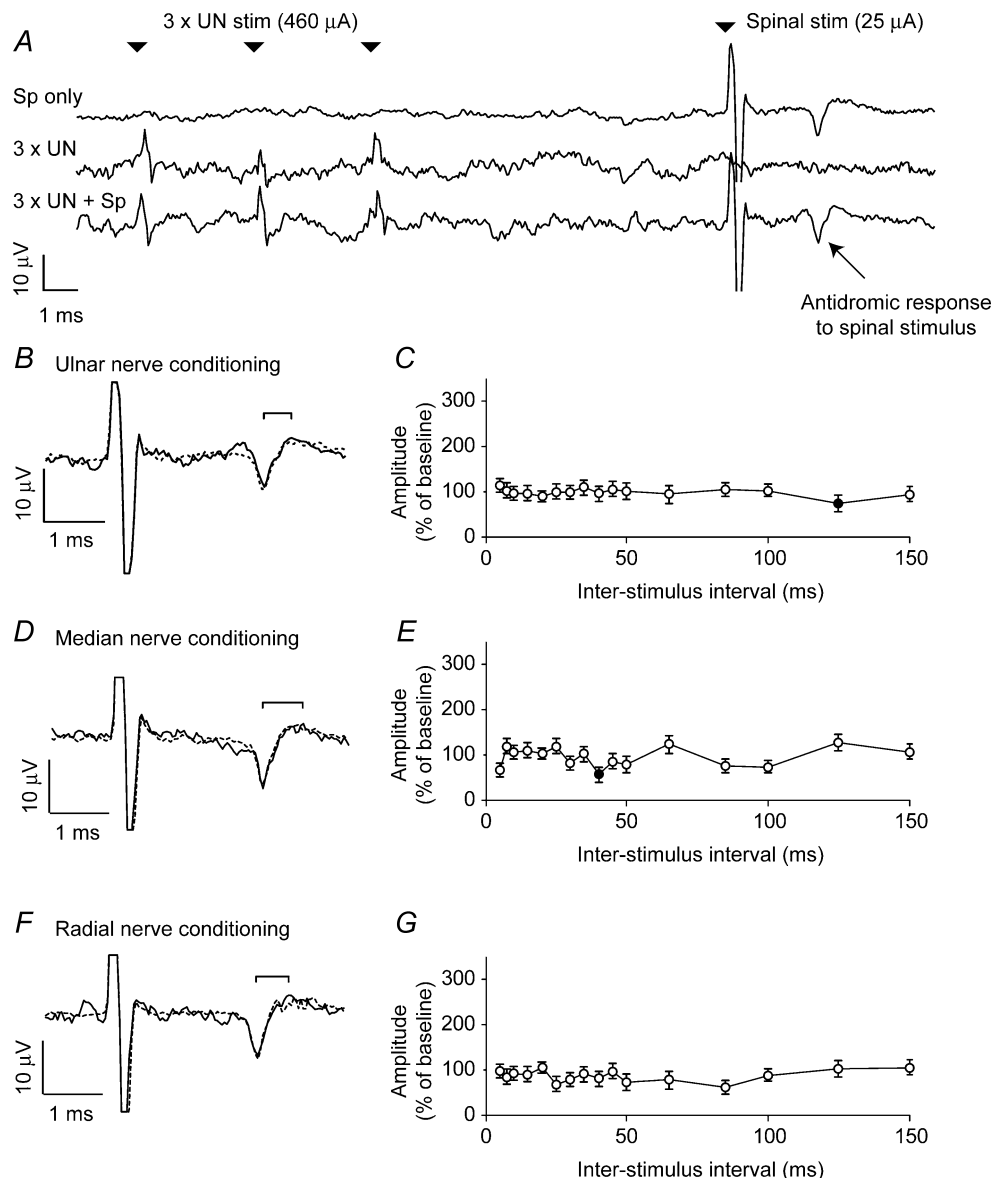 A
3 x UN stim (460 µA)
Spinal stim (25 µA)
Sp only
3 x UN
3 x UN + Sp
10 µV
1 ms
Antidromic response
to spinal stimulus
B
Ulnar nerve conditioning
10 µV
1 ms
C
Amplitude
(% of baseline)
300
200
100
0
0
50
100
150
Inter-stimulus interval (ms)
D
Median nerve conditioning
10 µV
1 ms
E
Amplitude
(% of baseline)
300
200
100
0
0
50
100
150
Inter-stimulus interval (ms)
F
Radial nerve conditioning
10 µV
1 ms
G
Amplitude
(% of baseline)
300
200
100
0
0
50
100
150
Inter-stimulus interval (ms)